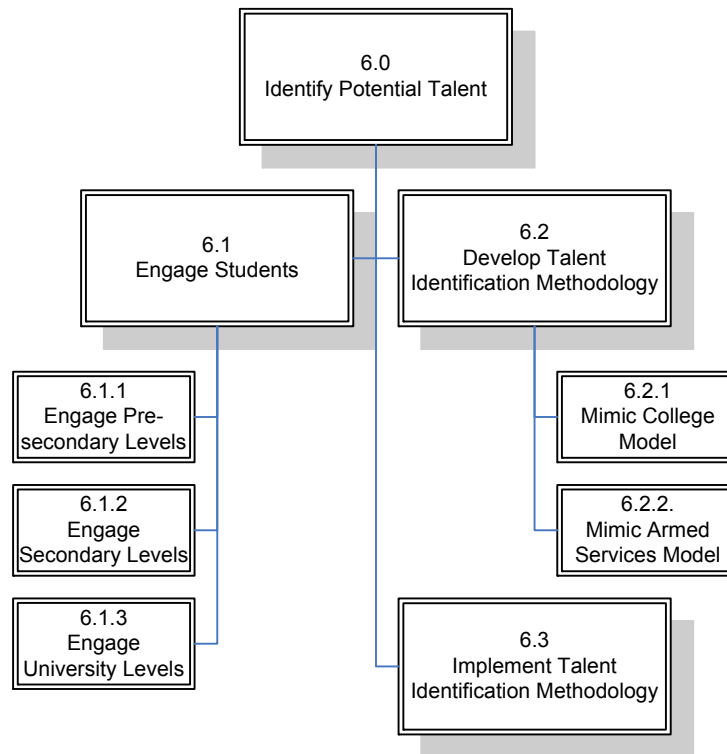 6.0
Identify Potential Talent
6.1
Engage Students
6.2
Develop Talent
Identification Methodology
6.1.1
Engage Pre-
secondary Levels
6.2.1
Mimic College
Model
6.1.2
Engage
Secondary Levels
6.2.2.
Mimic Armed
Services Model
6.1.3
Engage
University Levels
6.3
Implement Talent
Identification Methodology